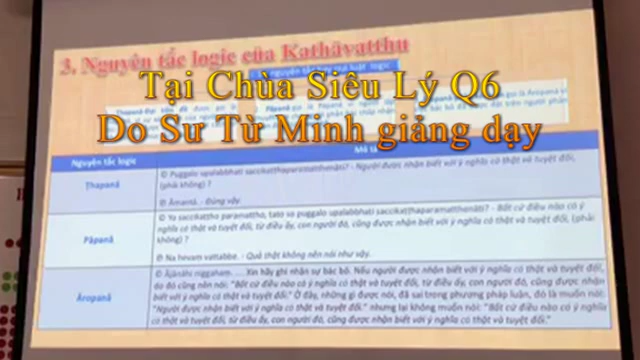 3. Nguyên tắc logic của Kathāvatthu
Tại Chùa Siêu Lý Q6
Do Sư Từ Minh giảng dạy
Nguyên tắc logic
Ṭhapanā
© Puggalo upalabbhati saccikaṭṭhaparamatthenāti? - Người được nhận biết với ý nghĩa có thật và tuyệt đối,
(phải không) ?
® Āmantā. - Đúng vậy.
Pāpanā
© Yo saccikaṭṭho paramattho, tato so puggalo upalabbhati saccikaṭṭhaparamatthenāti? - Bất cứ điều nào có ý
nghĩa có thật và tuyệt đối, từ điều ấy, con người đó, cũng được nhận biết với ý nghĩa có thật và tuyệt đối, (phải
không) ?
® Na hevaṁ vattabbe. - Quả thật không nên nói như vậy.
Āropanā
© Ājānāhi niggahaṁ. ... Xin hãy ghi nhận sự bác bỏ. Nếu người được nhận biết với ý nghĩa có thật và tuyệt đối,
do đó cũng nên nói: "Bất cứ điều nào có ý nghĩa có thật và tuyệt đối, từ điều ấy, con người đó, cũng được nhận
biết với ý nghĩa có thật và tuyệt đối." Ở đây, những gì được nói, đã sai trong phương pháp luận, đó là muốn nói:
"Người được nhận biết với ý nghĩa có thật và tuyệt đối." nhưng lại không muốn nói: "Bất cứ điều nào có ý nghĩa
có thật và tuyệt đối, từ điều ấy, con người đó, cũng được nhận biết với ý nghĩa có thật và tuyệt đối."